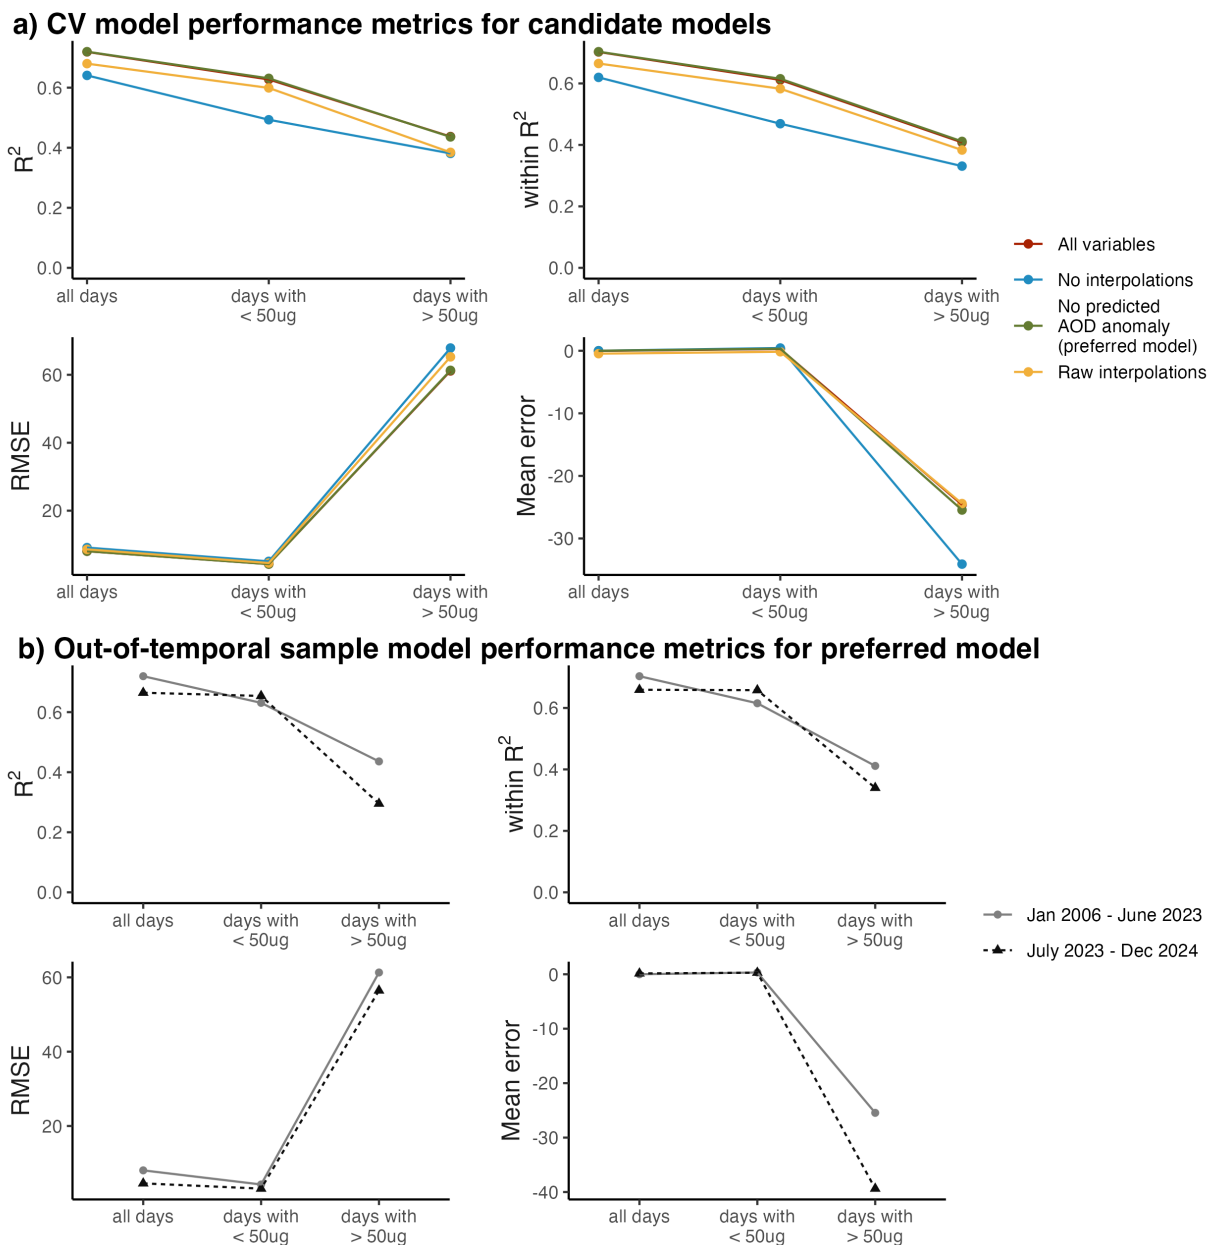 a) CV model performance metrics for candidate models
R2
0.6
0.4
0.2
0.0
all days
days with
< 50ug
days with
> 50ug
within R2
0.6
0.4
0.2
0.0
all days
days with
< 50ug
days with
> 50ug
All variables
No interpolations
No predicted
AOD anomaly
(preferred model)
Raw interpolations
RMSE
60
40
20
all days
days with
< 50ug
days with
> 50ug
Mean error
0
-10
-20
-30
all days
days with
< 50ug
days with
> 50ug
b) Out-of-temporal sample model performance metrics for preferred model
R2
0.6
0.4
0.2
0.0
all days
days with
< 50ug
days with
> 50ug
within R2
0.6
0.4
0.2
0.0
all days
days with
< 50ug
days with
> 50ug
Jan 2006 - June 2023
July 2023 - Dec 2024
RMSE
60
40
20
all days
days with
< 50ug
days with
> 50ug
Mean error
0
-10
-20
-30
-40
all days
days with
< 50ug
days with
> 50ug